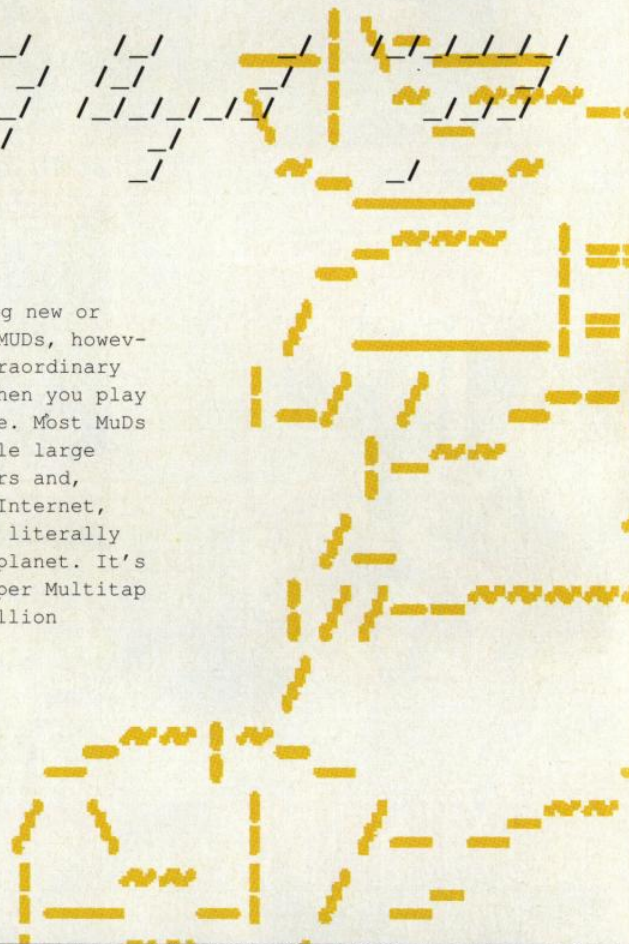 g new or
MUDs, howev-
raordinary
hen you play
e. Most MuDs
le large
rs and,
Internet,
literally
planet. It's
per Multitap
llion